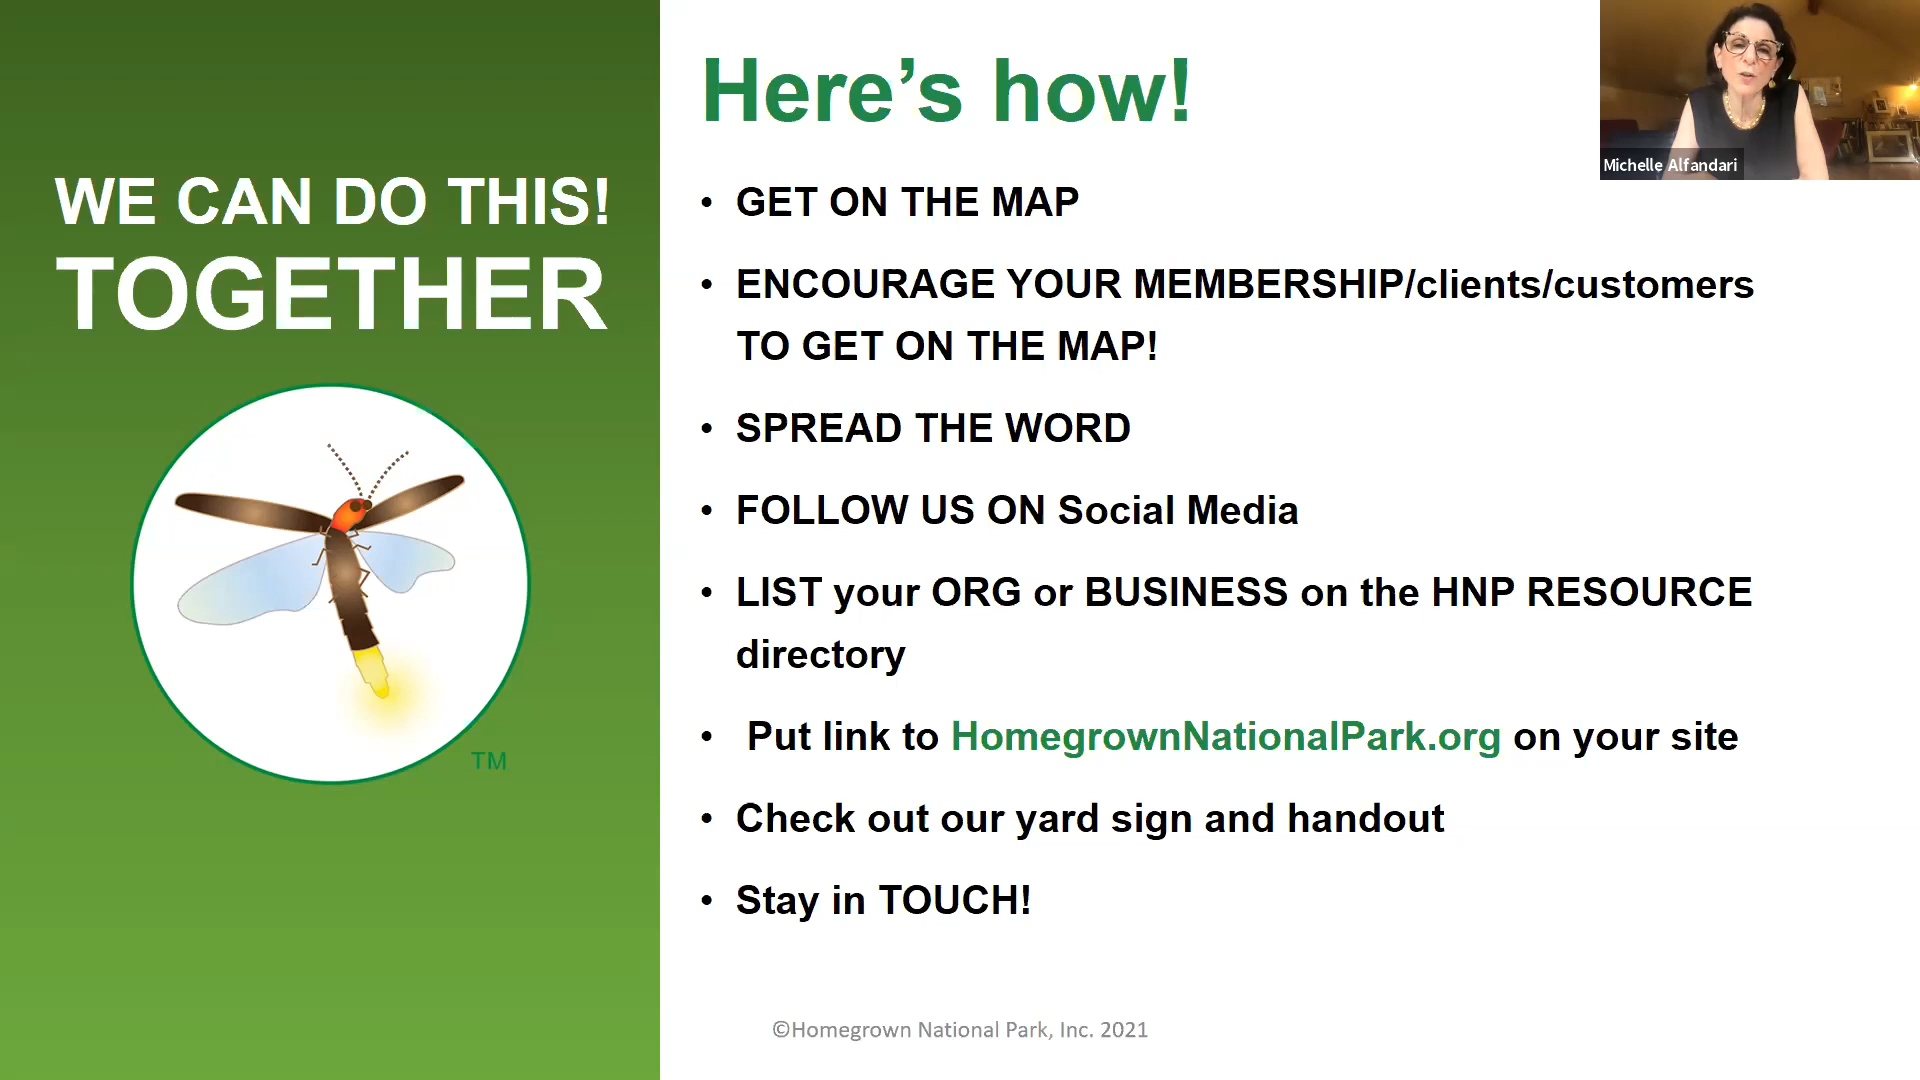 WE CAN DO THIS!
TOGETHER
TM
Here’s how!
• GET ON THE MAP
• ENCOURAGE YOUR MEMBERSHIP/clients/customers
TO GET ON THE MAP!
• SPREAD THE WORD
• FOLLOW US ON Social Media
• LIST your ORG or BUSINESS on the HNP RESOURCE
directory
• Put link to HomegrownNationalPark.org on your site
• Check out our yard sign and handout
• Stay in TOUCH!
©Homegrown National Park, Inc. 2021
Michelle Alfandari